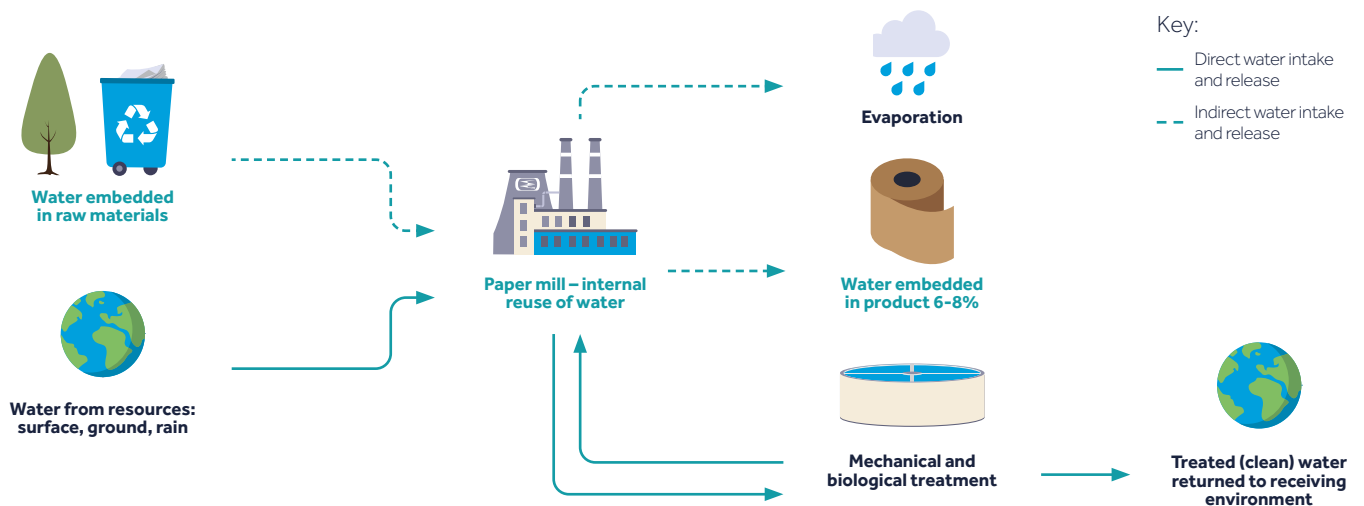 Key:
Direct water intake
and release
Indirect water intake
and release
Evaporation
Water embedded
in raw materials
Paper mill – internal
reuse of water
Water embedded
in product 6-8%
Water from resources:
surface, ground, rain
Mechanical and
biological treatment
Treated (clean) water
returned to receiving
environment